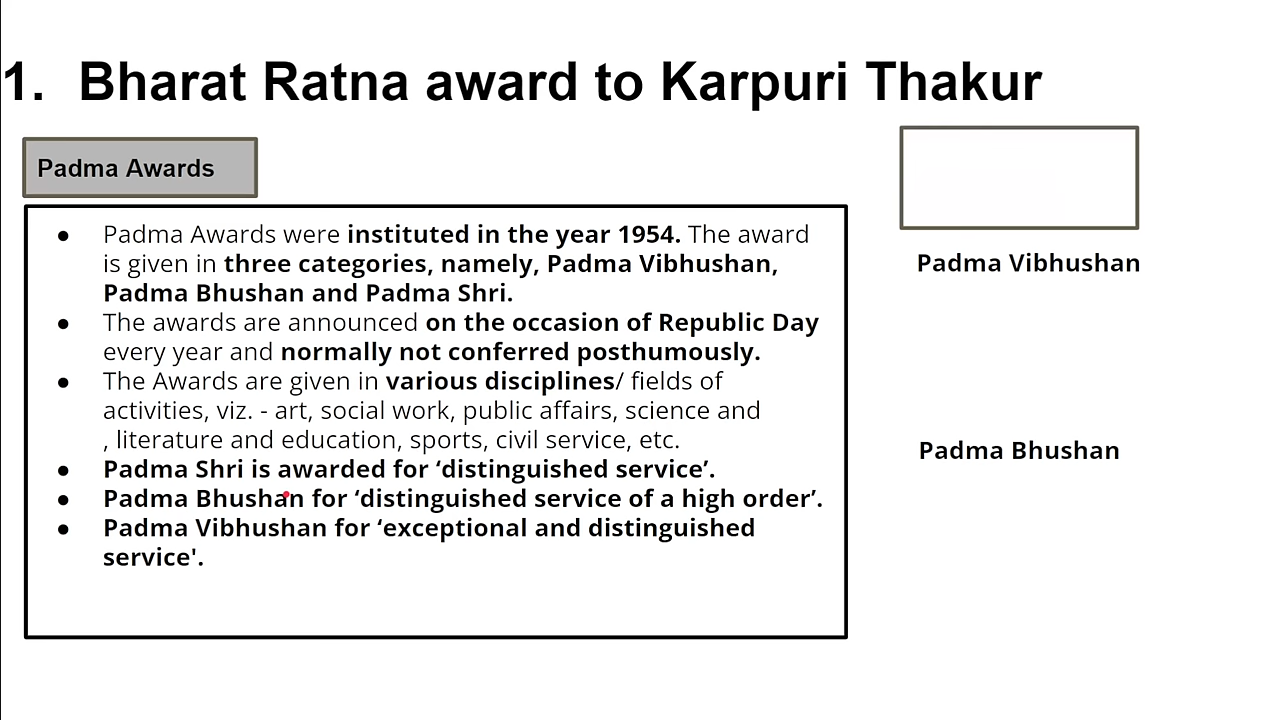 1. Bharat Ratna award to Karpuri Thakur
Padma Awards
● Padma Awards were instituted in the year 1954. The award
is given in three categories, namely, Padma Vibhushan,
Padma Bhushan and Padma Shri.
● The awards are announced on the occasion of Republic Day
every year and normally not conferred posthumously.
● The Awards are given in various disciplines/ fields of
activities, viz. - art, social work, public affairs, science and
, literature and education, sports, civil service, etc.
● Padma Shri is awarded for ‘distinguished service’.
● Padma Bhushan for ‘distinguished service of a high order’.
● Padma Vibhushan for ‘exceptional and distinguished
service'.
Padma Vibhushan
Padma Bhushan